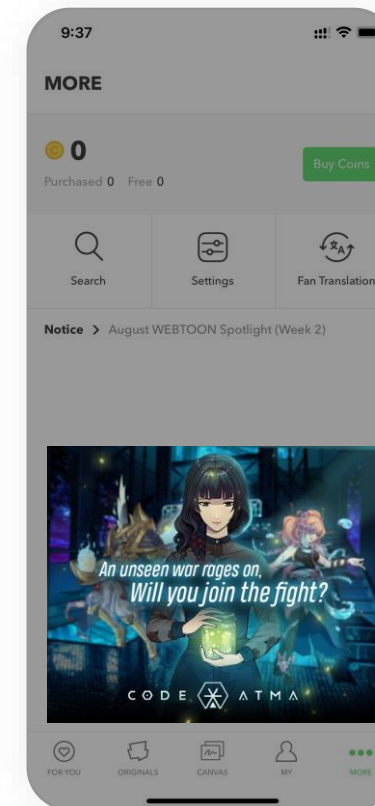 9:37
MORE
0
Purchased 0 Free 0
Buy Coins
Search
Settings
Fan Translation
Notice > August WEBTOON Spotlight (Week 2)
An unseen war rages on,
Will you join the fight?
CODE ATMA
FOR YOU
ORIGINALS
CANVAS
MY
MORE